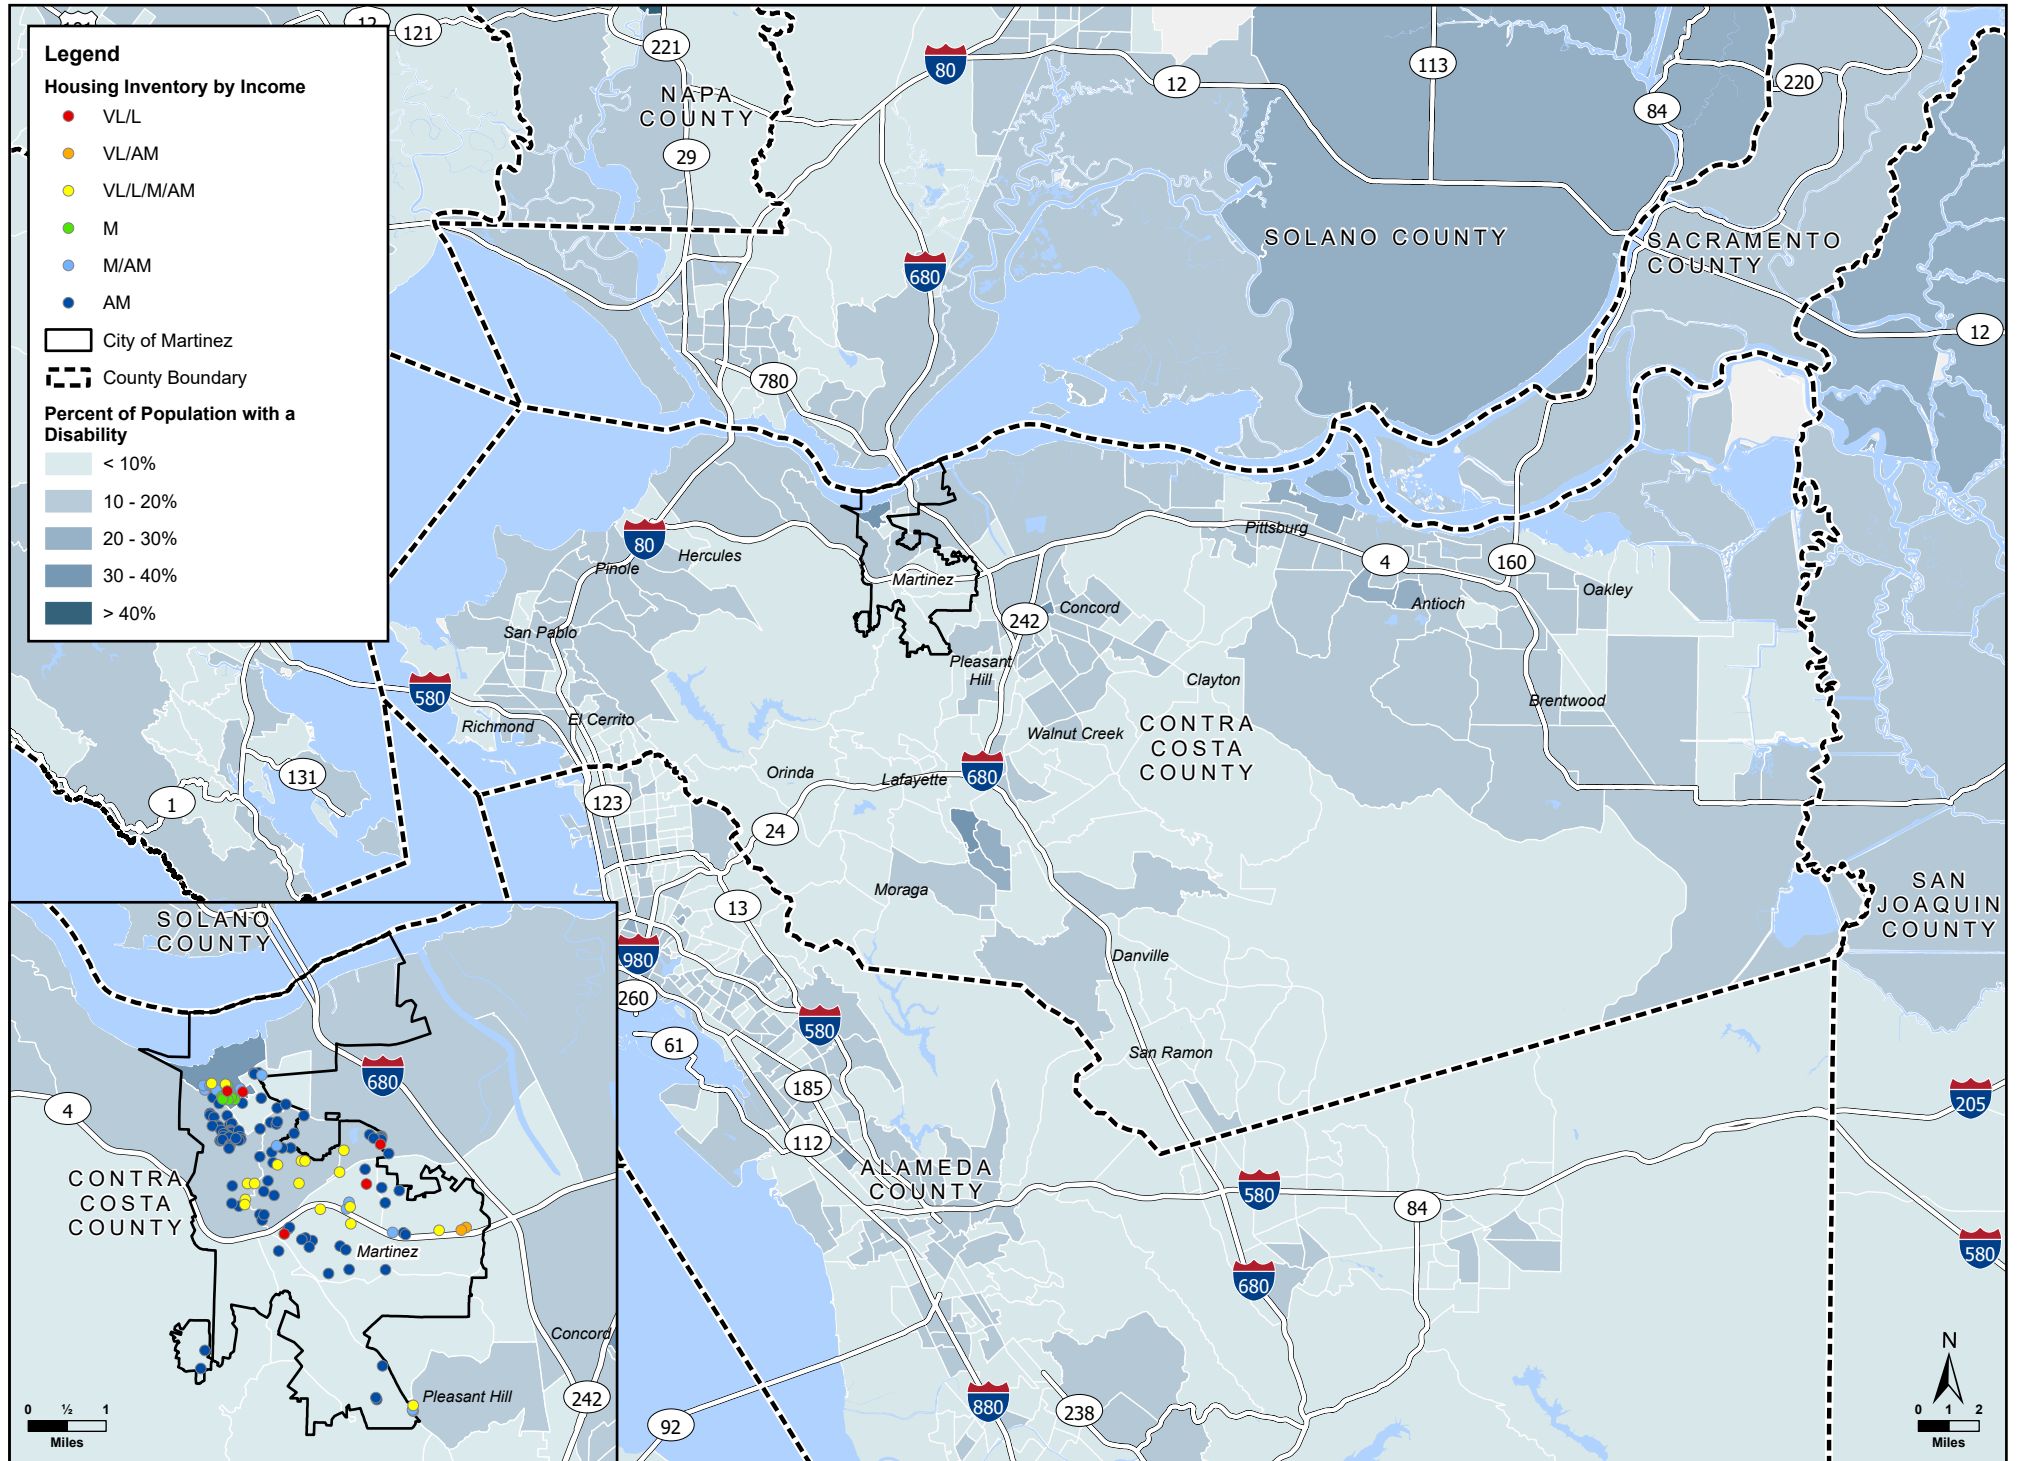 Legend
Housing Inventory by Income
VL/L
VL/AM
VL/L/M/AM
M
M/AM
AM
City of Martinez
County Boundary
Percent of Population with a
Disability
< 10%
10 - 20%
20 - 30%
30 - 40%
> 40%
12
121
221
80
12
113
84
220
NAPA
COUNTY
29
680
SOLANO COUNTY
SACRAMENTO
COUNTY
12
780
80
Hercules
Pinole
Martinez
Pittsburg
4
160
Oakley
Antioch
Concord
242
San Pablo
Pleasant
Hill
Clayton
Brentwood
580
Richmond
El Cerrito
Walnut Creek
CONTRA
COSTA
COUNTY
Orinda
Lafayette
680
131
1
123
24
Moraga
13
SAN
JOAQUIN
COUNTY
980
260
Danville
580
61
San Ramon
185
112
ALAMEDA
COUNTY
205
580
84
580
680
880
238
92
N
0 1 2
Miles
SOLANO
COUNTY
680
4
CONTRA
COSTA
COUNTY
Martinez
Concord
Pleasant Hill
242
0 ½ 1
Miles